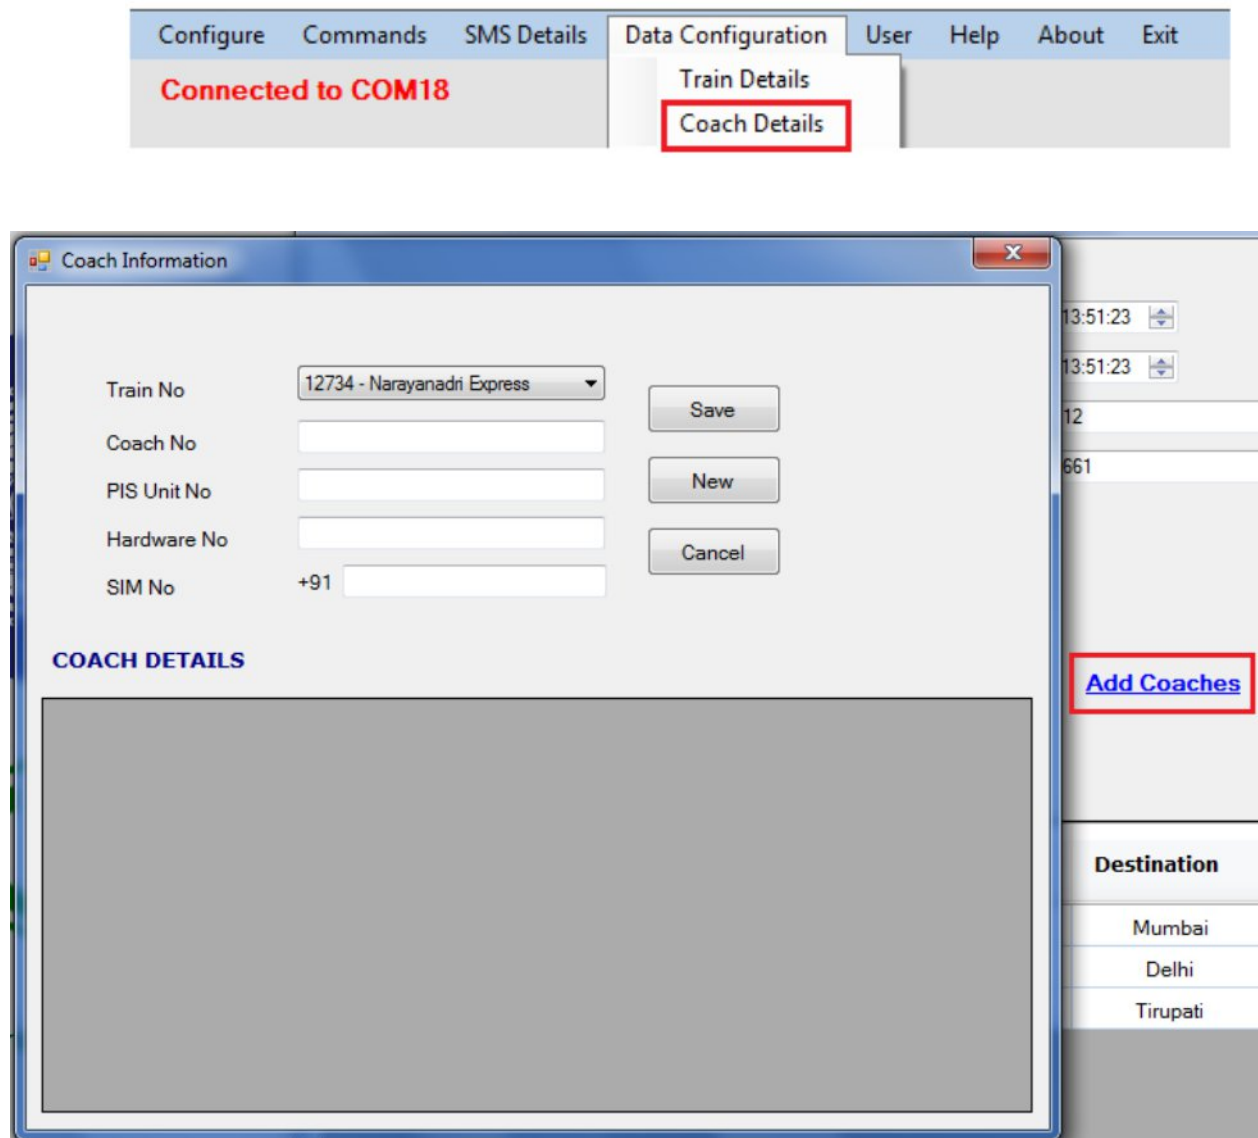 Configure Commands SMS Details Data Configuration User Help About Exit
Connected to COM18
Train Details
Coach Details
Coach Information
X
13:51:23
13:51:23
12
661
Train No 12734 - Narayanadri Express
Coach No
PIS Unit No
Hardware No
SIM No +91
Save
New
Cancel
COACH DETAILS
Add Coaches
Destination
Mumbai
Delhi
Tirupati